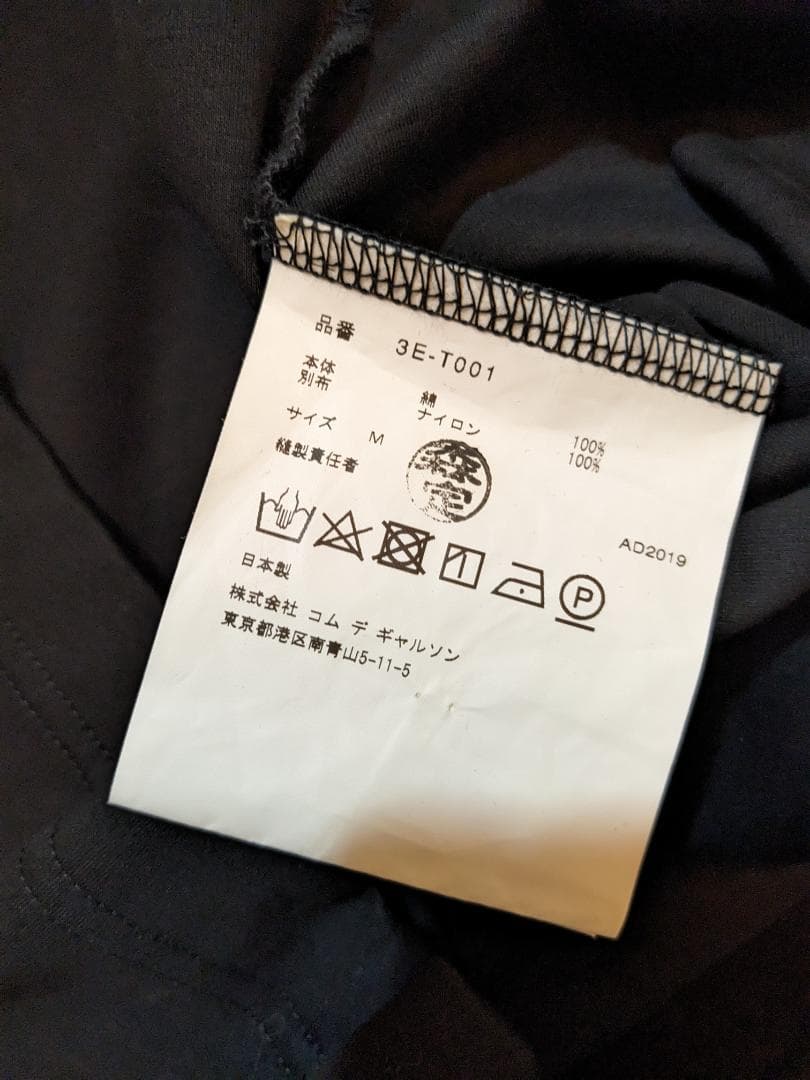 品番 3E-T001
本体 綿 100%
別布 ナイロン 100%
サイズ M
縫製責任者 森定
AD2019
P
日本製
株式会社 コム デ ギャルソン
東京都港区南青山5-11-5